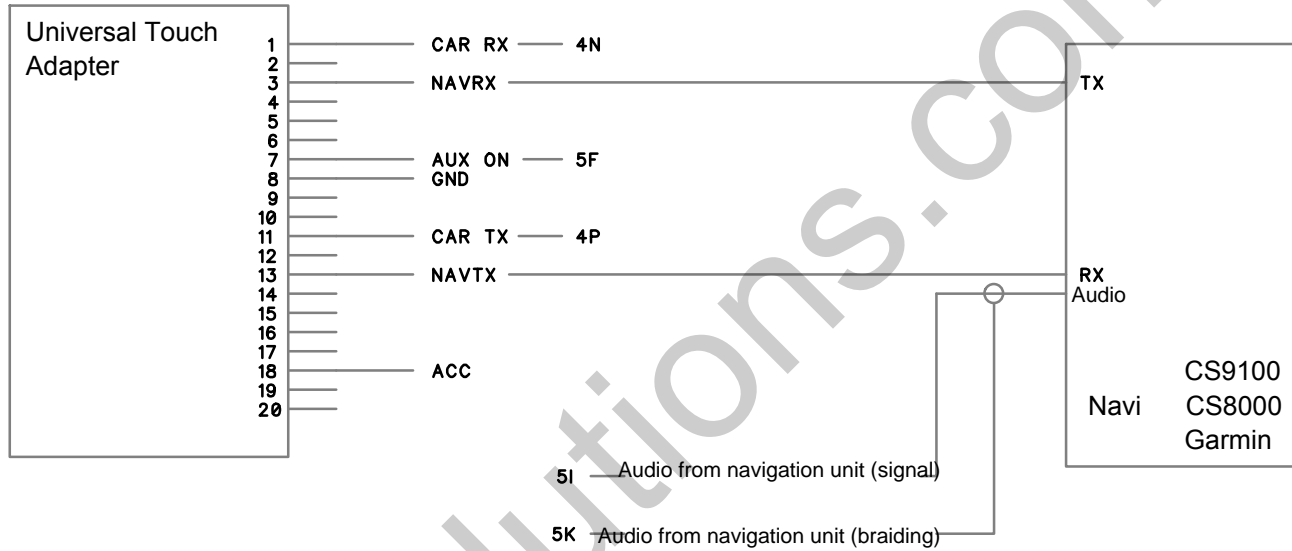 Universal Touch
Adapter
1 CAR RX 4N
2
3 NAVRX TX
4
5
6
7 AUX ON 5F
8 GND
9
10
11 CAR TX 4P
12
13 NAVTX RX
14 Audio
15
16
17
18 ACC CS9100
19
20 Navi CS8000
Garmin
5I Audio from navigation unit (signal)
5K Audio from navigation unit (braiding)
lutions.com